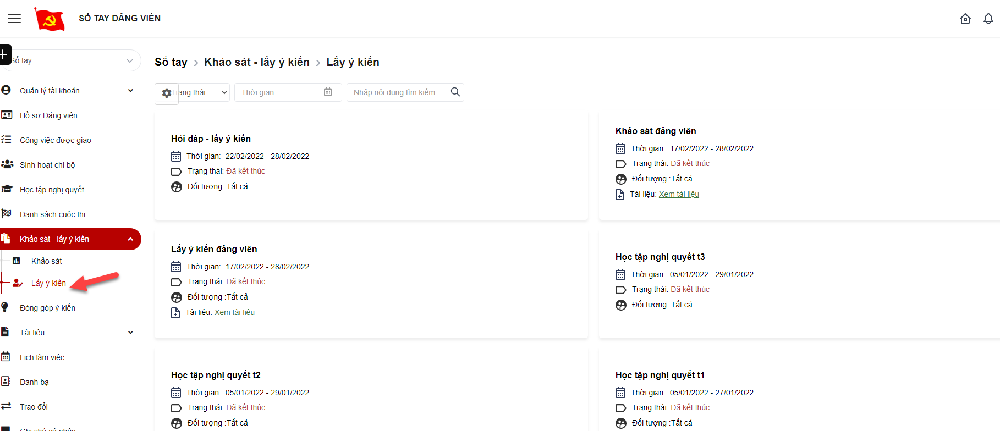 SỔ TAY ĐẢNG VIÊN
Sổ tay
Quản lý tài khoản
Hồ sơ Đảng viên
Công việc được giao
Sinh hoạt chi bộ
Học tập nghị quyết
Danh sách cuộc thi
Khảo sát - lấy ý kiến
Khảo sát
Lấy ý kiến
Đóng góp ý kiến
Tài liệu
Lịch làm việc
Danh bạ
Trao đổi
Ghi chú cá nhân
Sổ tay > Khảo sát - lấy ý kiến > Lấy ý kiến
Trạng thái --
Thời gian
Nhập nội dung tìm kiếm
Hỏi đáp - lấy ý kiến
Thời gian: 22/02/2022 - 28/02/2022
Trạng thái: Đã kết thúc
Đối tượng :Tất cả
Khảo sát đảng viên
Thời gian: 17/02/2022 - 28/02/2022
Trạng thái: Đã kết thúc
Đối tượng :Tất cả
Tài liệu: Xem tài liệu
Lấy ý kiến đảng viên
Thời gian: 17/02/2022 - 28/02/2022
Trạng thái: Đã kết thúc
Đối tượng :Tất cả
Tài liệu: Xem tài liệu
Học tập nghị quyết t3
Thời gian: 05/01/2022 - 29/01/2022
Trạng thái: Đã kết thúc
Đối tượng :Tất cả
Học tập nghị quyết t2
Thời gian: 05/01/2022 - 29/01/2022
Trạng thái: Đã kết thúc
Đối tượng :Tất cả
Học tập nghị quyết t1
Thời gian: 05/01/2022 - 27/01/2022
Trạng thái: Đã kết thúc
Đối tượng :Tất cả